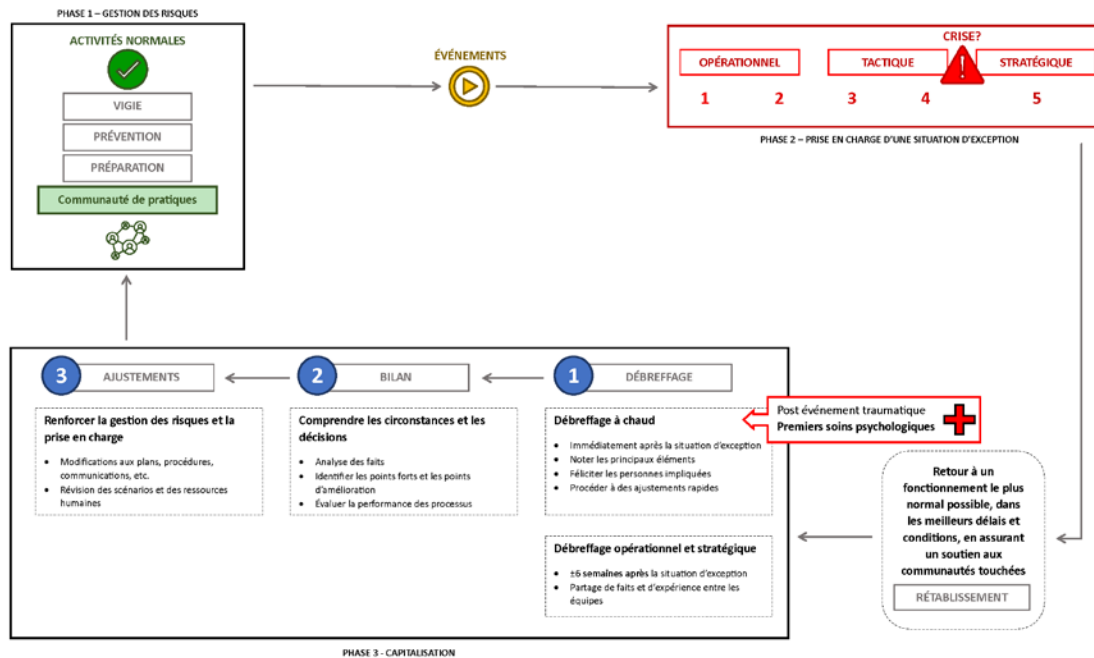 PHASE 1 – GESTION DES RISQUES
ACTIVITÉS NORMALES
VIGIE
PRÉVENTION
PRÉPARATION
Communauté de pratiques
ÉVÉNEMENTS
CRISE?
OPÉRATIONNEL
TACTIQUE
STRATÉGIQUE
1 2 3 4 5
PHASE 2 – PRISE EN CHARGE D'UNE SITUATION D'EXCEPTION
3 AJUSTEMENTS
Renforcer la gestion des risques et la
prise en charge
• Modifications aux plans, procédures,
communications, etc.
• Révision des scénarios et des ressources
humaines
2 BILAN
Comprendre les circonstances et les
décisions
• Analyse des faits
• Identifier les points forts et les points
d'amélioration
• Évaluer la performance des processus
1 DÉBREFFAGE
Débreffage à chaud
• Immédiatement après la situation d'exception
• Noter les principaux éléments
• Féliciter les personnes impliquées
• Procéder à des ajustements rapides
Débreffage opérationnel et stratégique
• ±6 semaines après la situation d'exception
• Partage de faits et d'expérience entre les
équipes
Post événement traumatique
Premiers soins psychologiques
Retour à un
fonctionnement le plus
normal possible, dans
les meilleurs délais et
conditions, en assurant
un soutien aux
communautés touchées
RÉTABLISSEMENT
PHASE 3 - CAPITALISATION